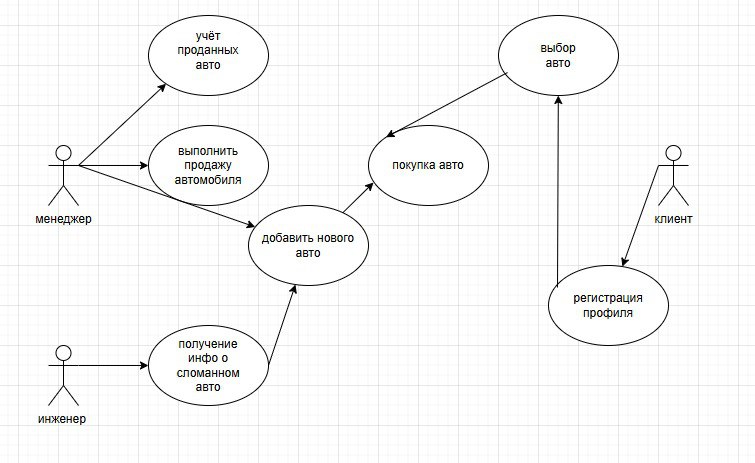 учёт
проданных
авто
выбор
авто
выполнить
продажу
автомобиля
покупка авто
менеджер
клиент
добавить нового
авто
регистрация
профиля
получение
инфо о
сломанном
авто
инженер